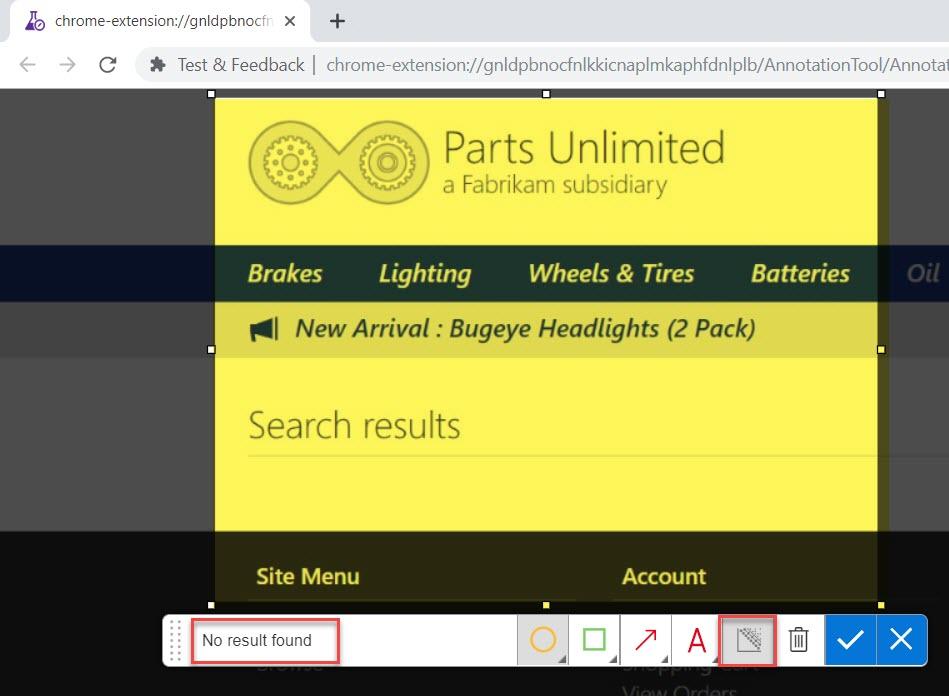 chrome-extension://gnldpbnocfn
Test & Feedback | chrome-extension://gnldpbnocfnlkkicnaplmkaphfdnlplb/AnnotationTool/Annotat
Parts Unlimited
a Fabrikam subsidiary
Brakes Lighting Wheels & Tires Batteries Oil
New Arrival : Bugeye Headlights (2 Pack)
Search results
Site Menu Account
No result found A
View Orders